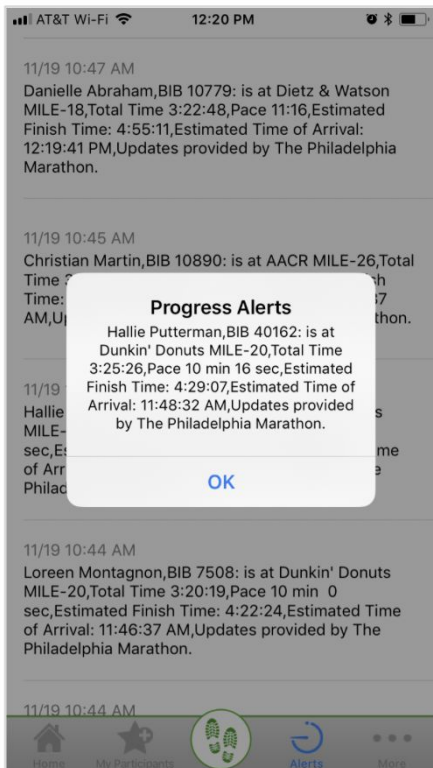 AT&T Wi-Fi 12:20 PM
11/19 10:47 AM
Danielle Abraham,BIB 10779: is at Dietz & Watson
MILE-18,Total Time 3:22:48,Pace 11:16,Estimated
Finish Time: 4:55:11,Estimated Time of Arrival:
12:19:41 PM,Updates provided by The Philadelphia
Marathon.
11/19 10:45 AM
Christian Martin,BIB 10890: is at AACR MILE-26,Total
Time
Time:
AM,
Progress Alerts
Hallie Putterman,BIB 40162: is at
Dunkin' Donuts MILE-20,Total Time
3:25:26,Pace 10 min 16 sec,Estimated
Finish Time: 4:29:07,Estimated Time of
Arrival: 11:48:32 AM,Updates provided
by The Philadelphia Marathon.
OK
11/19
Hallie
MILE-
of
11/19 10:44 AM
Loreen Montagnon,BIB 7508: is at Dunkin' Donuts
MILE-20,Total Time 3:20:19,Pace 10 min 0
sec,Estimated Finish Time: 4:22:24,Estimated Time
of Arrival: 11:46:37 AM,Updates provided by The
Philadelphia Marathon.
11/19 10:44 AM
Home My Participants Alerts More